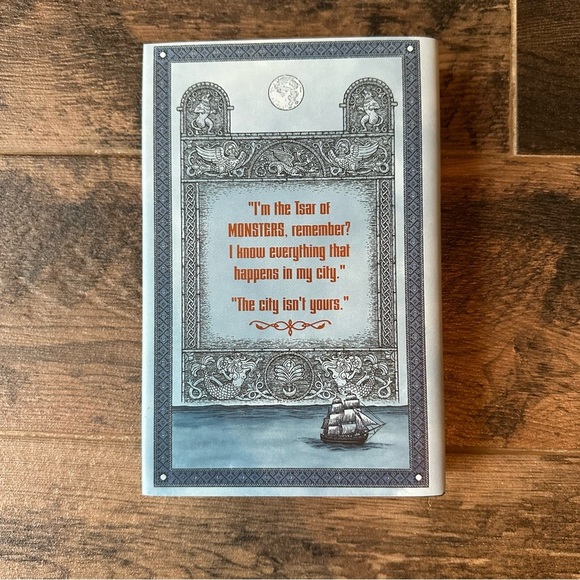 "I'm the Tsar of
MONSTERS, remember?
I know everything that
happens in my city."
"The city isn't yours."